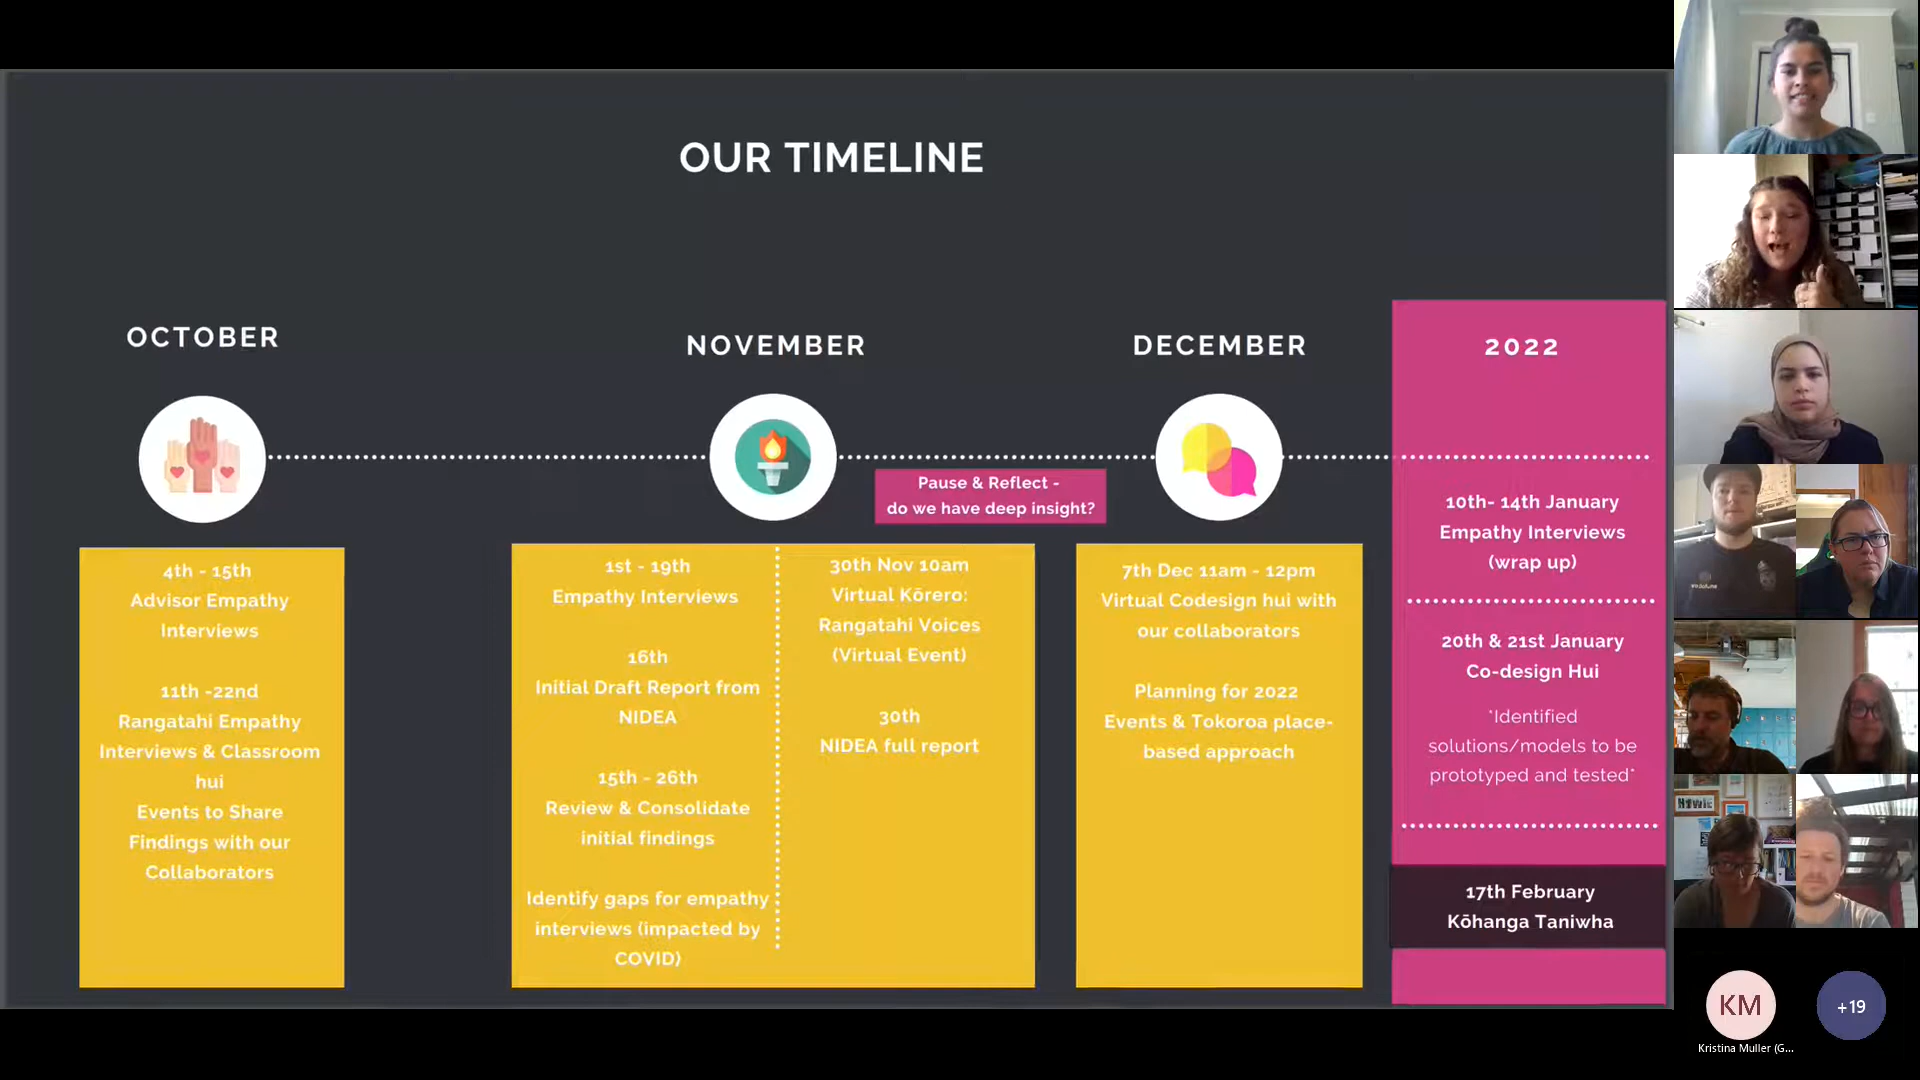 OUR TIMELINE
OCTOBER
4th - 15th
Advisor Empathy
Interviews
11th -22nd
Rangatahi Empathy
Interviews & Classroom
hui
Events to Share
Findings with our
Collaborators
NOVEMBER
1st - 19th
Empathy Interviews
16th
Initial Draft Report from
NIDEA
15th - 26th
Review & Consolidate
initial findings
Identify gaps for empathy
interviews (impacted by
COVID)
30th Nov 10am
Virtual Kōrero:
Rangatahi Voices
(Virtual Event)
30th
NIDEA full report
Pause & Reflect -
do we have deep insight?
DECEMBER
7th Dec 11am - 12pm
Virtual Codesign hui with
our collaborators
Planning for 2022
Events & Tokoroa place-
based approach
2022
10th- 14th January
Empathy Interviews
(wrap up)
20th & 21st January
Co-design Hui
*Identified
solutions/models to be
prototyped and tested*
17th February
Kōhanga Taniwha
HOWIE
KM
+19
Kristina Muller (G...